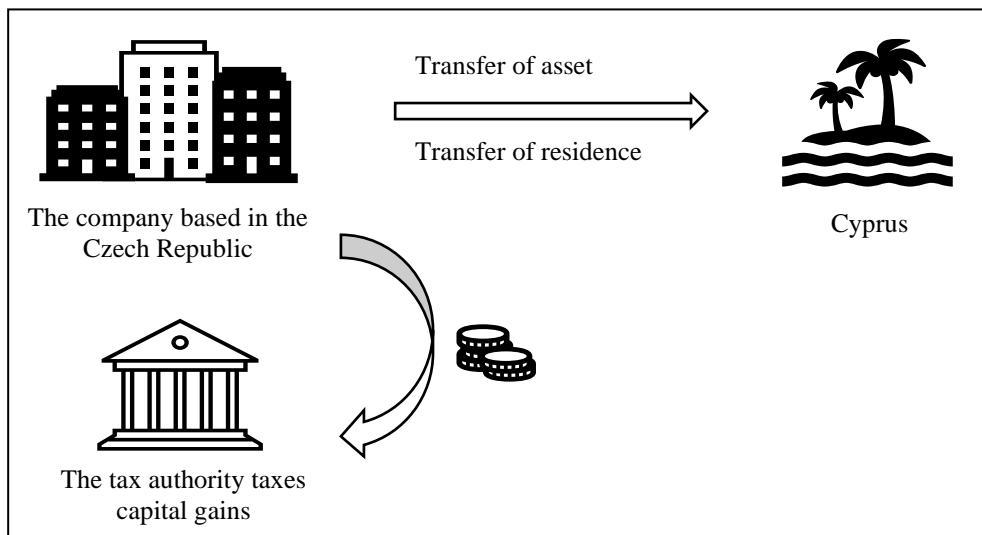 Transfer of asset
Transfer of residence
The company based in the
Czech Republic
Cyprus
The tax authority taxes
capital gains